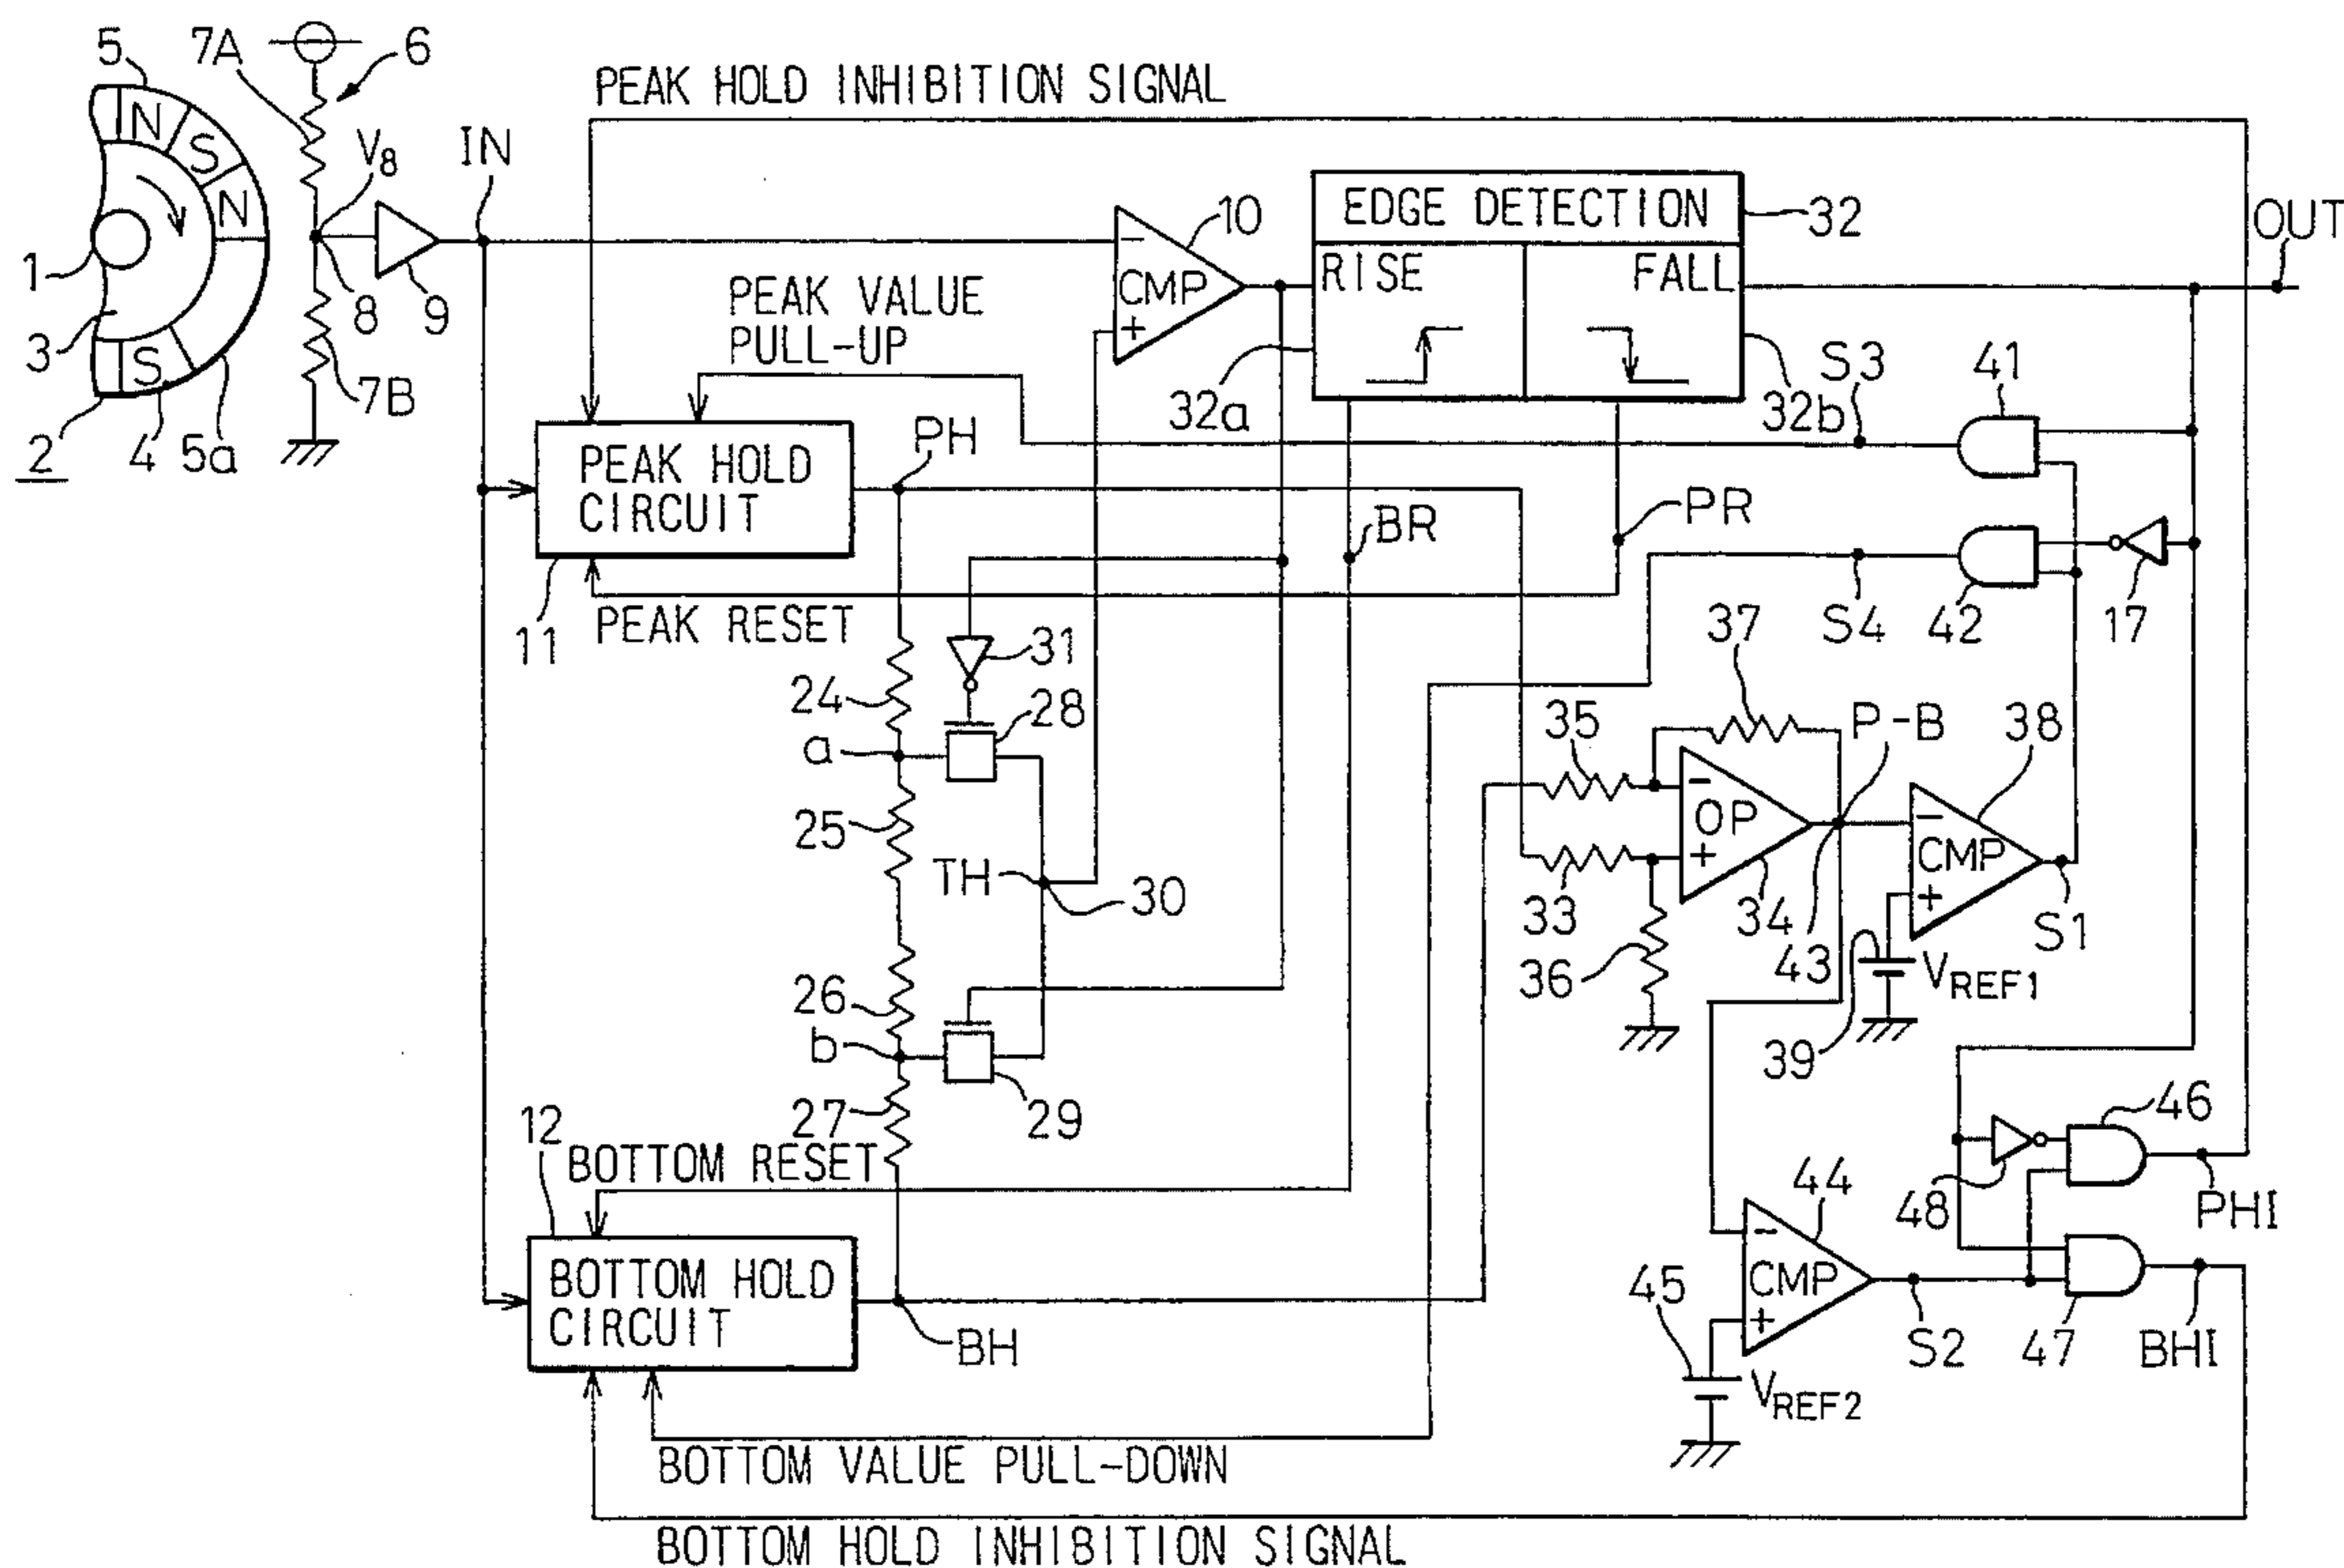 5
7A
6
N
S
N
V8
IN
PEAK HOLD INHIBITION SIGNAL
1
3
S
2
4
5a
8
9
7B
10
CMP
-
+
EDGE DETECTION
32
RISE
FALL
OUT
32a
32b
PEAK VALUE
PULL-UP
S3
41
PEAK HOLD
CIRCUIT
PH
11
PEAK RESET
BR
PR
S4
42
17
31
24
28
a
25
TH
30
26
b
27
29
37
35
P-B
38
-
OP
+
33
34
43
36
-
CMP
+
S1
39
VREF1
12
BOTTOM RESET
BOTTOM HOLD
CIRCUIT
BH
46
48
PHI
44
-
CMP
+
45
VREF2
S2
47
BHI
BOTTOM VALUE PULL-DOWN
BOTTOM HOLD INHIBITION SIGNAL